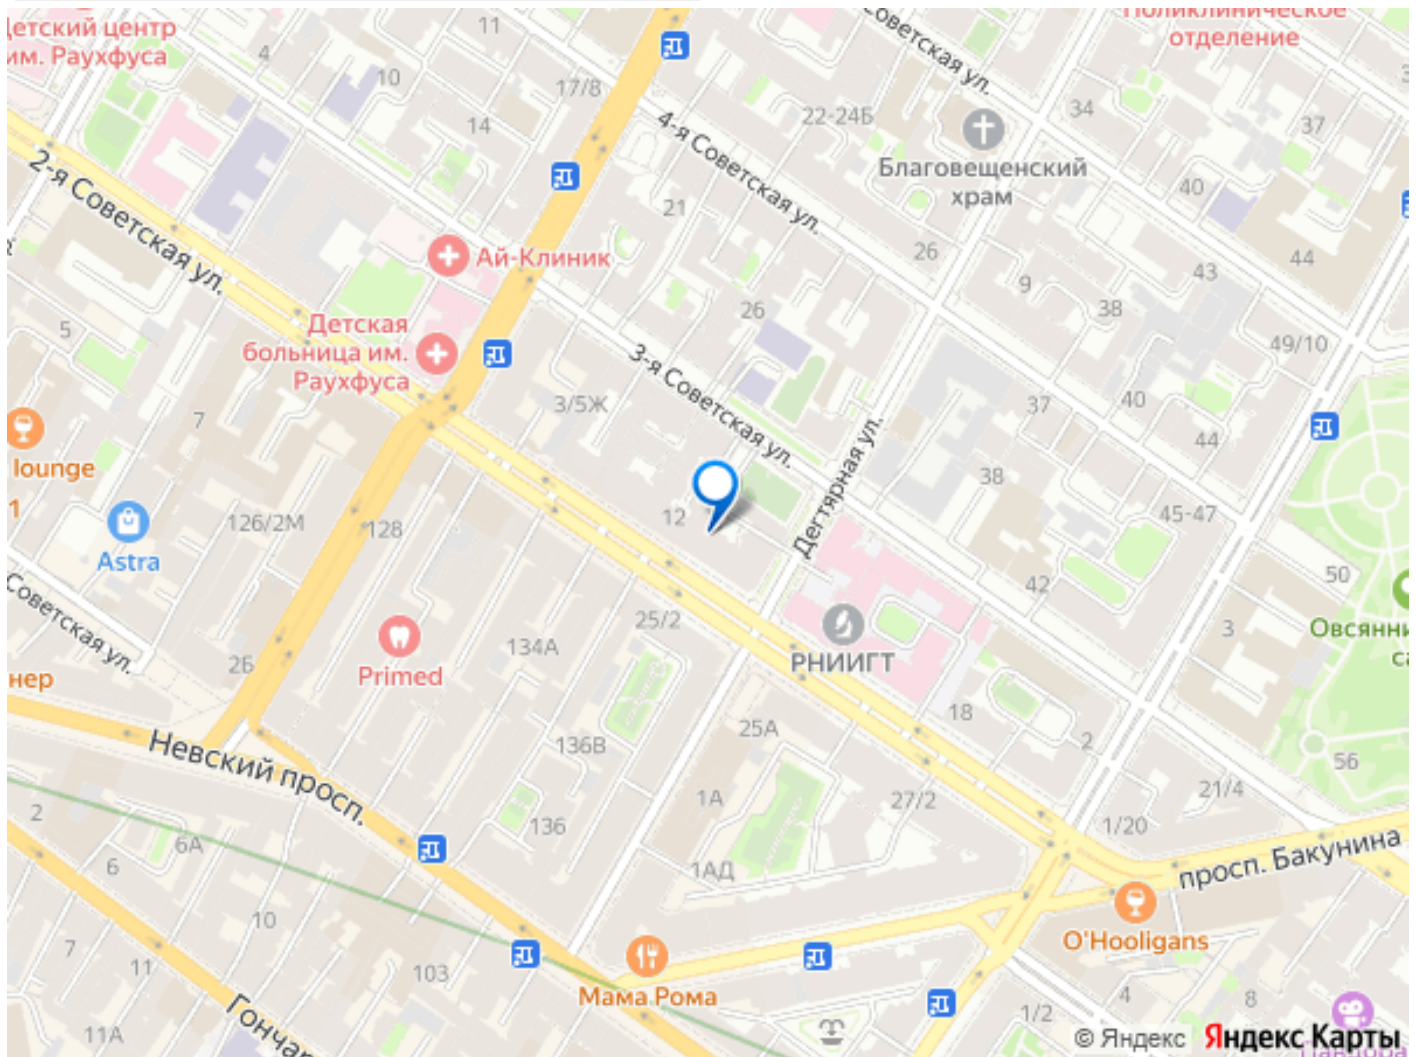 Детский центр
им. Раухфуса
4
11
10
14
17/8
Советская ул.
Поликлиническое
отделение
22-24Б
34
37
4-я Советская ул.
Благовещенский
храм
40
2-я Советская ул.
21
26
44
43
9
38
Ай-Клиник
26
5
Детская
больница им.
Раухфуса
3-я Советская ул.
49/10
7
3/5Ж
37
40
44
lounge
1
38
Дегтярная ул.
126/2М
128
12
45-47
Astra
Советская ул.
42
50
25/2
3
Овсянни
са
134А
РНИИГТ
2Б
Primed
нер
18
2
25А
Невский просп.
136В
56
21/4
1А
27/2
2
6А
136
1/20
просп. Бакунина
6
1АД
10
O'Hooligans
7
11
103
Мама Рома
4
8
1/2
11А
Гончар
© Яндекс Яндекс Карты